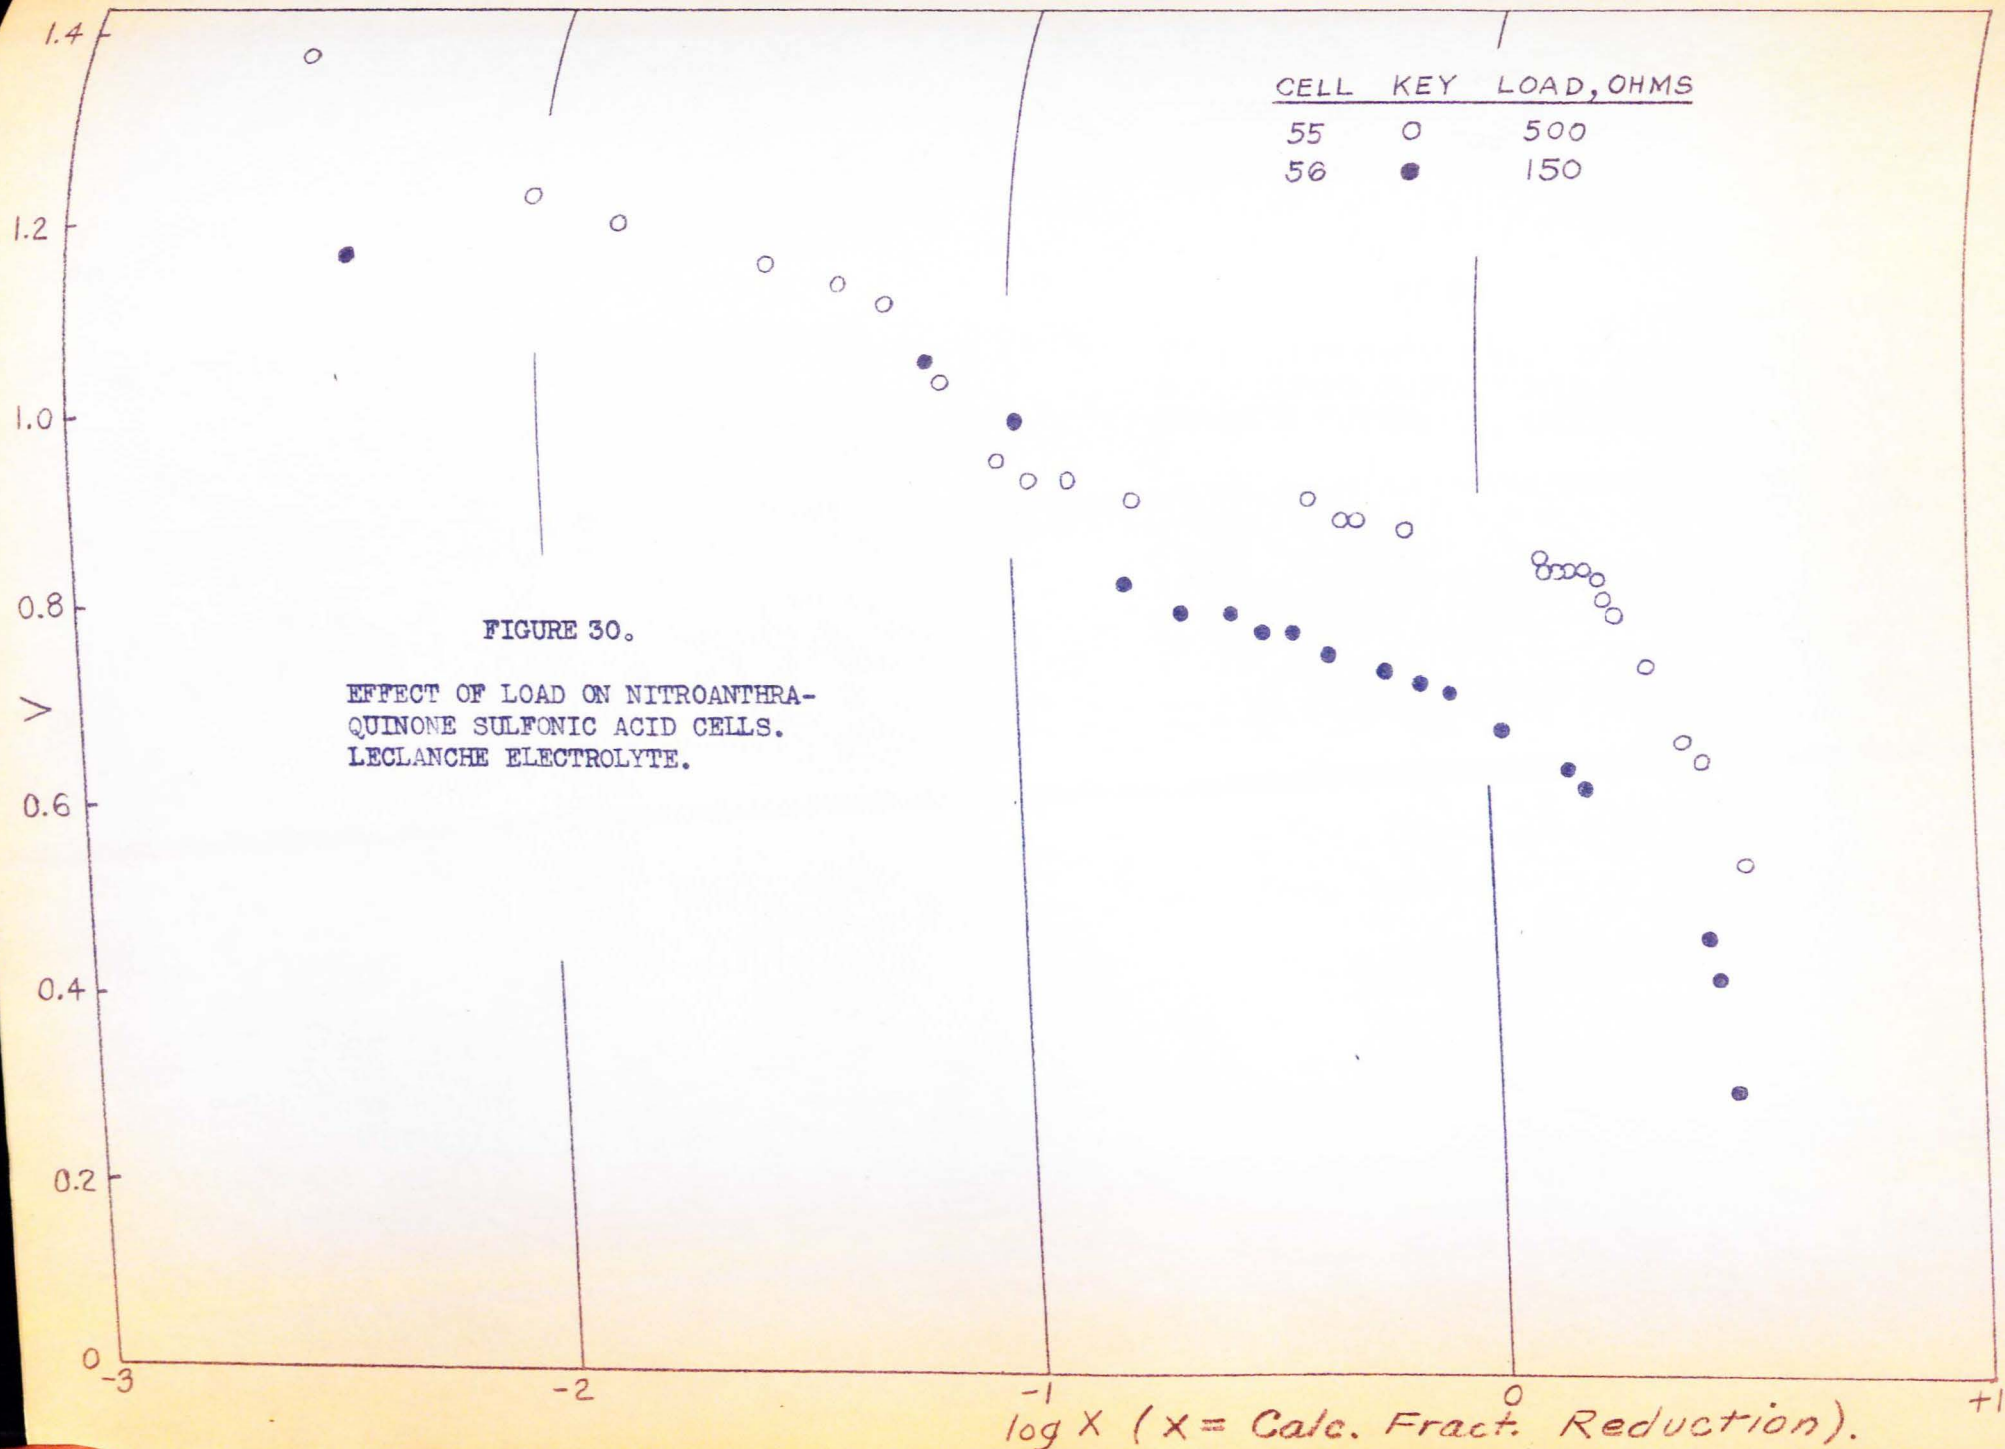 1.4
CELL KEY LOAD, OHMS
55 ○ 500
56 ● 150
1.2
1.0
0.8
FIGURE 30.
EFFECT OF LOAD ON NITROANTHRA-
QUINONE SULFONIC ACID CELLS.
LECLANCHE ELECTROLYTE.
V
0.6
0.4
0.2
0
-3 -2 -1 0 +1
log X (X = Calc. Fract. Reduction).